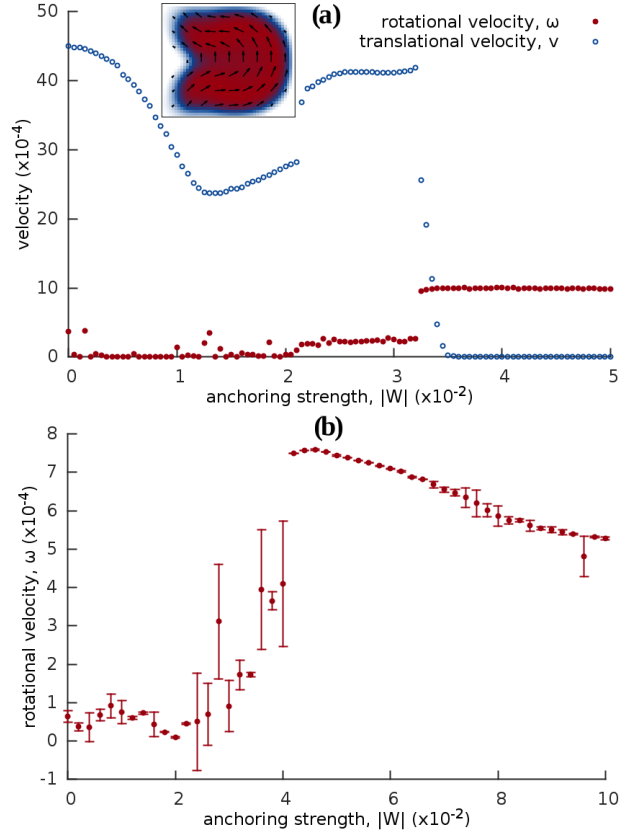 (a)
rotational velocity, ω
translational velocity, v
50
40
30
20
10
0
velocity (x10⁻⁴)
0 1 2 3 4 5
anchoring strength, |W| (x10⁻²)
(b)
8
7
6
5
4
3
2
1
0
-1
rotational velocity, ω (x10⁻⁴)
0 2 4 6 8 10
anchoring strength, |W| (x10⁻²)